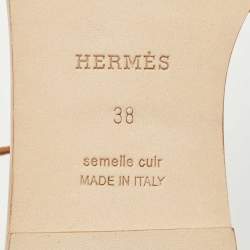 HERMÈS
38
semelle cuir
MADE IN ITALY